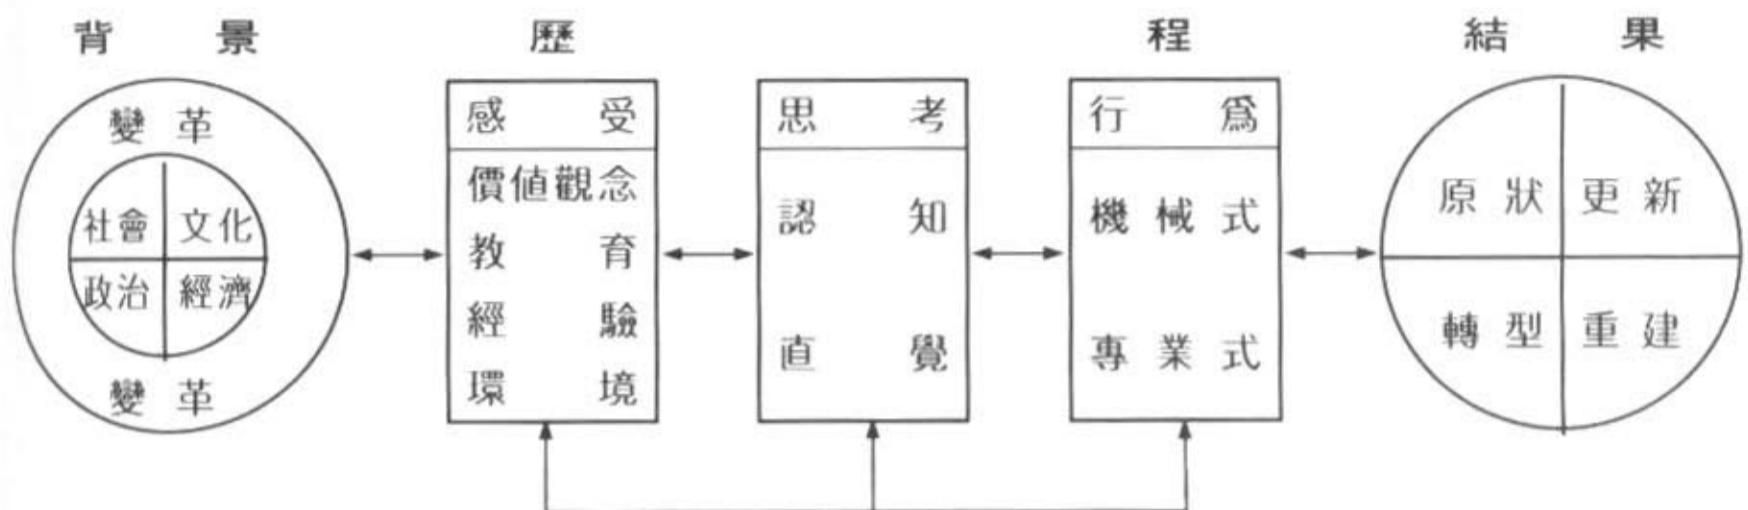 背景
歷程
結果
變革
社會 文化
政治 經濟
變革
感受
價值觀念
教育
經驗
環境
思考
認知
直覺
行爲
機械式
專業式
原狀 更新
轉型 重建